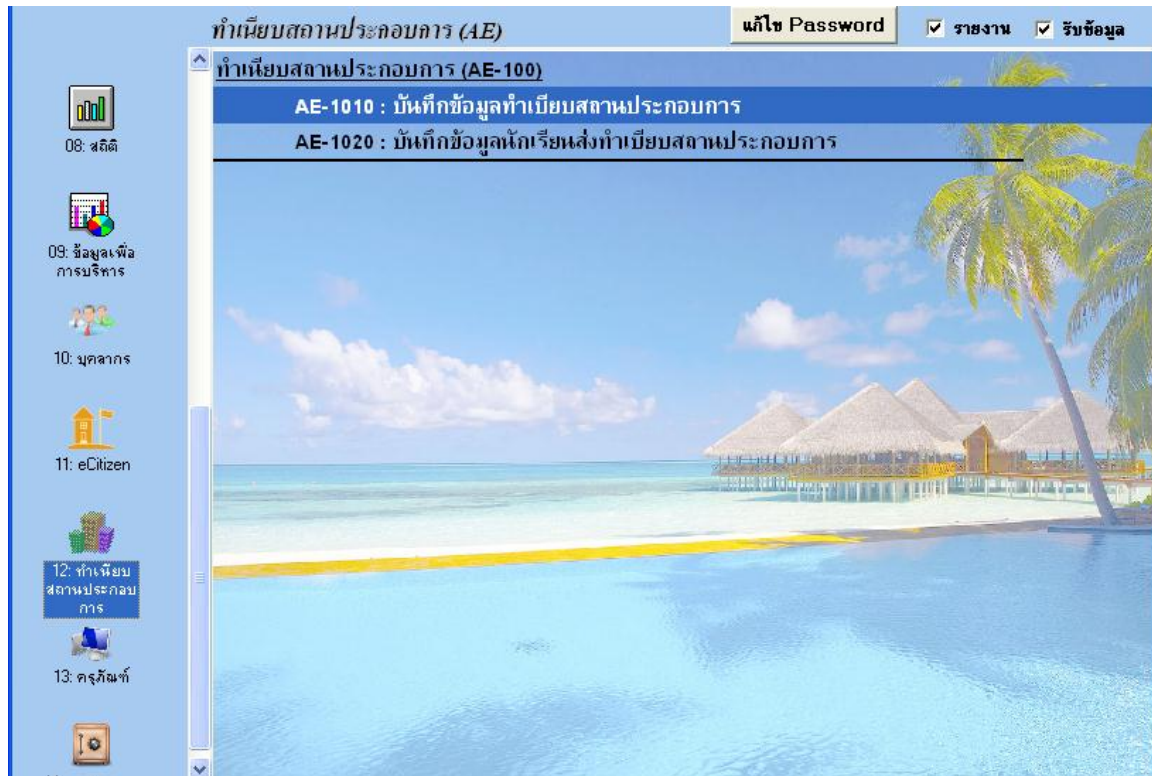 ทำเนียบสถานประกอบการ (AE)
แก้ไข Password
รายงาน
รับข้อมูล
ทำเนียบสถานประกอบการ (AE-100)
AE-1010 : บันทึกข้อมูลทำเบียบสถานประกอบการ
AE-1020 : บันทึกข้อมูลนักเรียนส่งทำเบียบสถานประกอบการ
08: สถิติ
09: ข้อมูลเพื่อ
การบริหาร
10: บุคลากร
11: eCitizen
12: ทำเนียบ
สถานประกอบ
การ
13: ครุภัณฑ์